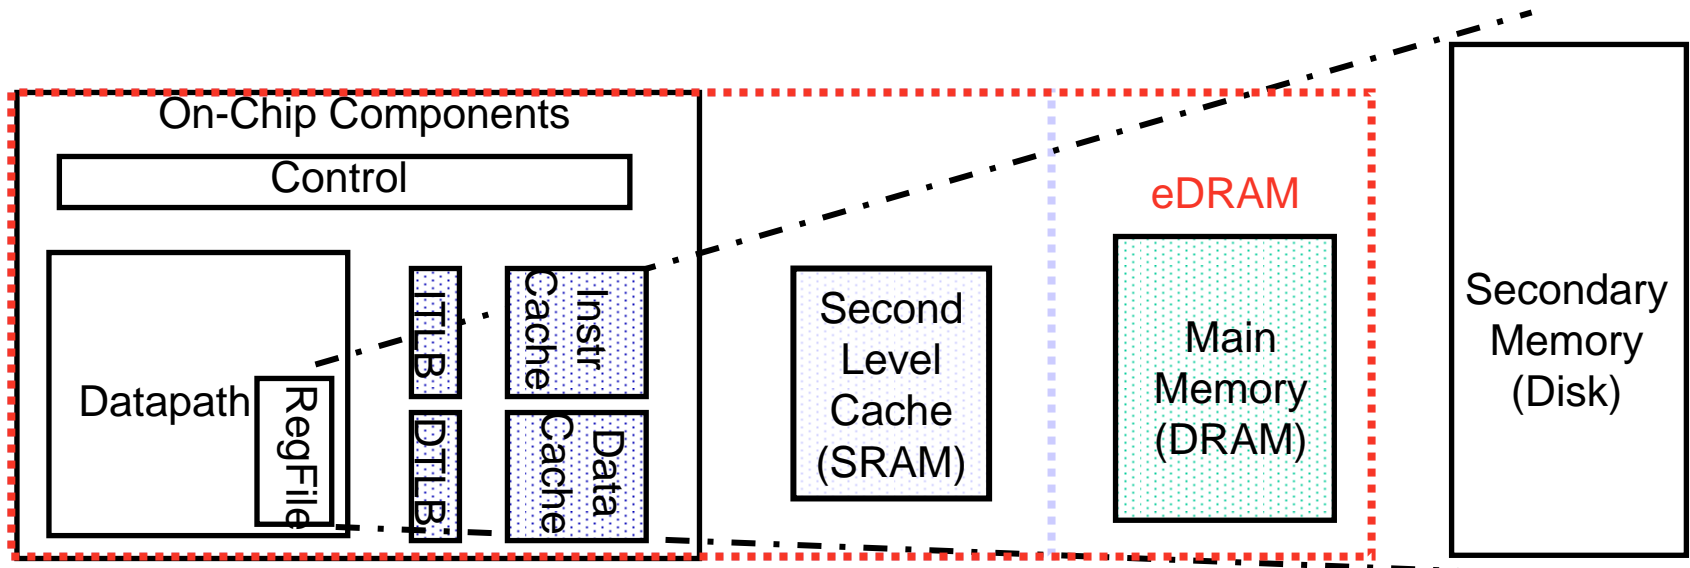 On-Chip Components
Control
Datapath
RegFile
ITLB
DTLB
Instr
Cache
Data
Cache
Second
Level
Cache
(SRAM)
eDRAM
Main
Memory
(DRAM)
Secondary
Memory
(Disk)